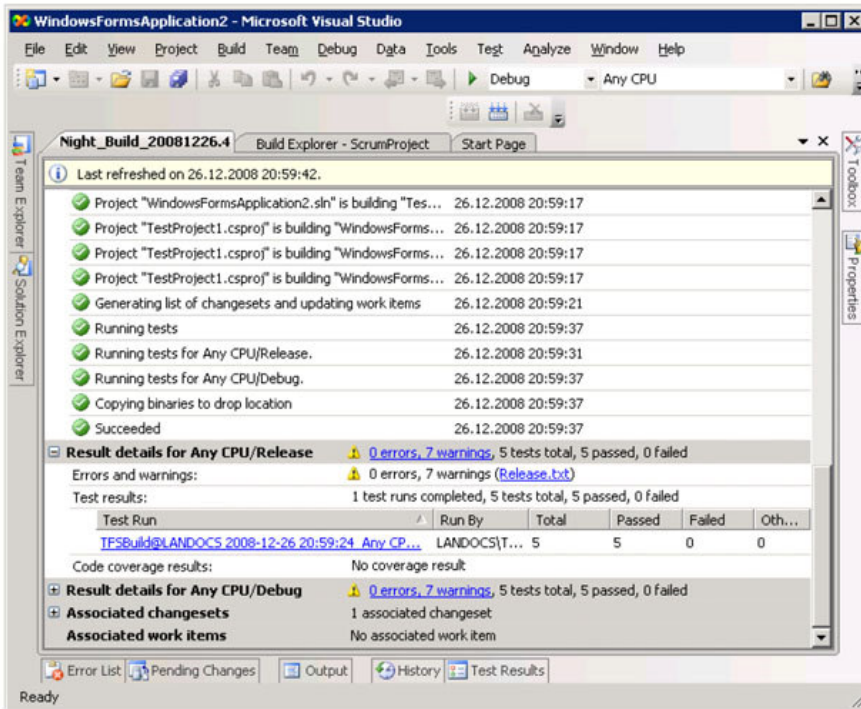 WindowsFormsApplication2 - Microsoft Visual Studio
File Edit View Project Build Team Debug Data Tools Test Analyze Window Help
Debug Any CPU
Night_Build_20081226.4 Build Explorer - ScrumProject Start Page
Team Explorer
Solution Explorer
Toolbox
Properties
Last refreshed on 26.12.2008 20:59:42.
Project "WindowsFormsApplication2.sln" is building "Tes... 26.12.2008 20:59:17
Project "TestProject1.csproj" is building "WindowsForms... 26.12.2008 20:59:17
Project "TestProject1.csproj" is building "WindowsForms... 26.12.2008 20:59:17
Project "TestProject1.csproj" is building "WindowsForms... 26.12.2008 20:59:17
Generating list of changesets and updating work items 26.12.2008 20:59:21
Running tests 26.12.2008 20:59:37
Running tests for Any CPU/Release. 26.12.2008 20:59:31
Running tests for Any CPU/Debug. 26.12.2008 20:59:37
Copying binaries to drop location 26.12.2008 20:59:37
Succeeded 26.12.2008 20:59:37
Result details for Any CPU/Release 0 errors, 7 warnings, 5 tests total, 5 passed, 0 failed
Errors and warnings: 0 errors, 7 warnings (Release.txt)
Test results: 1 test runs completed, 5 tests total, 5 passed, 0 failed
Test Run Run By Total Passed Failed Oth...
TFSBuild@LANDOCS 2008-12-26 20:59:24_Any CP... LANDOCS\T... 5 5 0 0
Code coverage results: No coverage result
Result details for Any CPU/Debug 0 errors, 7 warnings, 5 tests total, 5 passed, 0 failed
Associated changesets 1 associated changeset
Associated work items No associated work item
Error List Pending Changes Output History Test Results
Ready